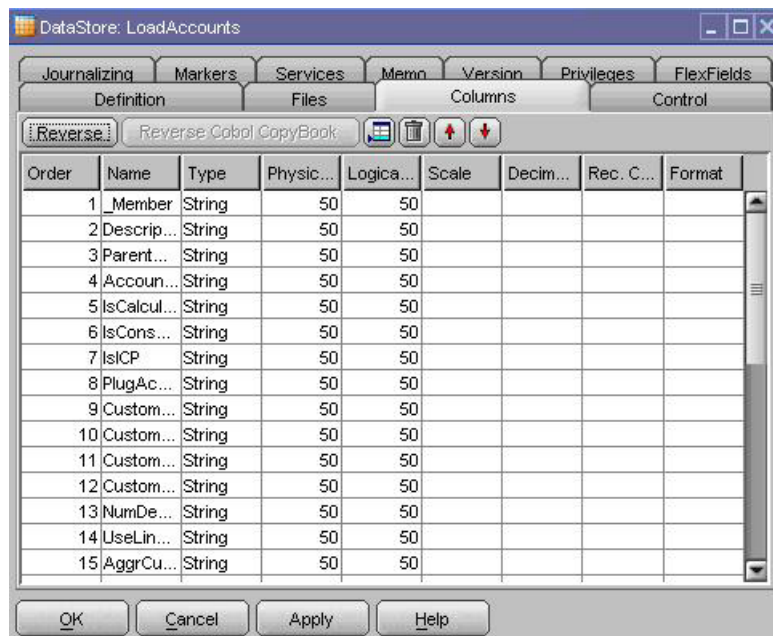 DataStore: LoadAccounts
Journalizing Markers Services Memo Version Privileges FlexFields
Definition Files Columns Control
Reverse Reverse Cobol CopyBook
Order Name Type Physic... Logica... Scale Decim... Rec. C... Format
1 _Member String 50 50
2 Descrip... String 50 50
3 Parent... String 50 50
4 Accoun... String 50 50
5 IsCalcul... String 50 50
6 IsCons... String 50 50
7 IsICP String 50 50
8 PlugAc... String 50 50
9 Custom... String 50 50
10 Custom... String 50 50
11 Custom... String 50 50
12 Custom... String 50 50
13 NumDe... String 50 50
14 UseLin... String 50 50
15 AggrCu... String 50 50
OK Cancel Apply Help